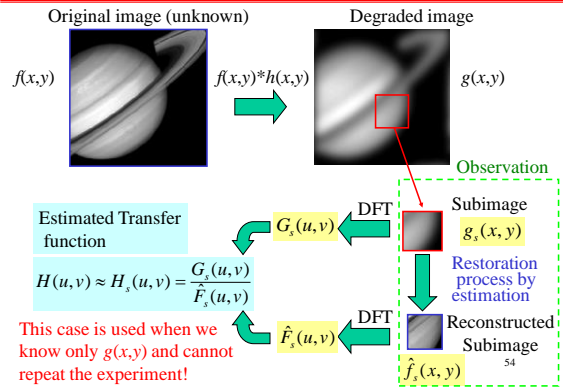 Original image (unknown)
Degraded image
f(x,y)
f(x,y)*h(x,y)
g(x,y)
Observation
Estimated Transfer
function
H(u,v) ≈ H_s(u,v) = G_s(u,v) / F̂_s(u,v)
This case is used when we
know only g(x,y) and cannot
repeat the experiment!
G_s(u,v)
DFT
Subimage
g_s(x, y)
Restoration
process by
estimation
F̂_s(u,v)
DFT
Reconstructed
Subimage
f̂_s(x, y)
54